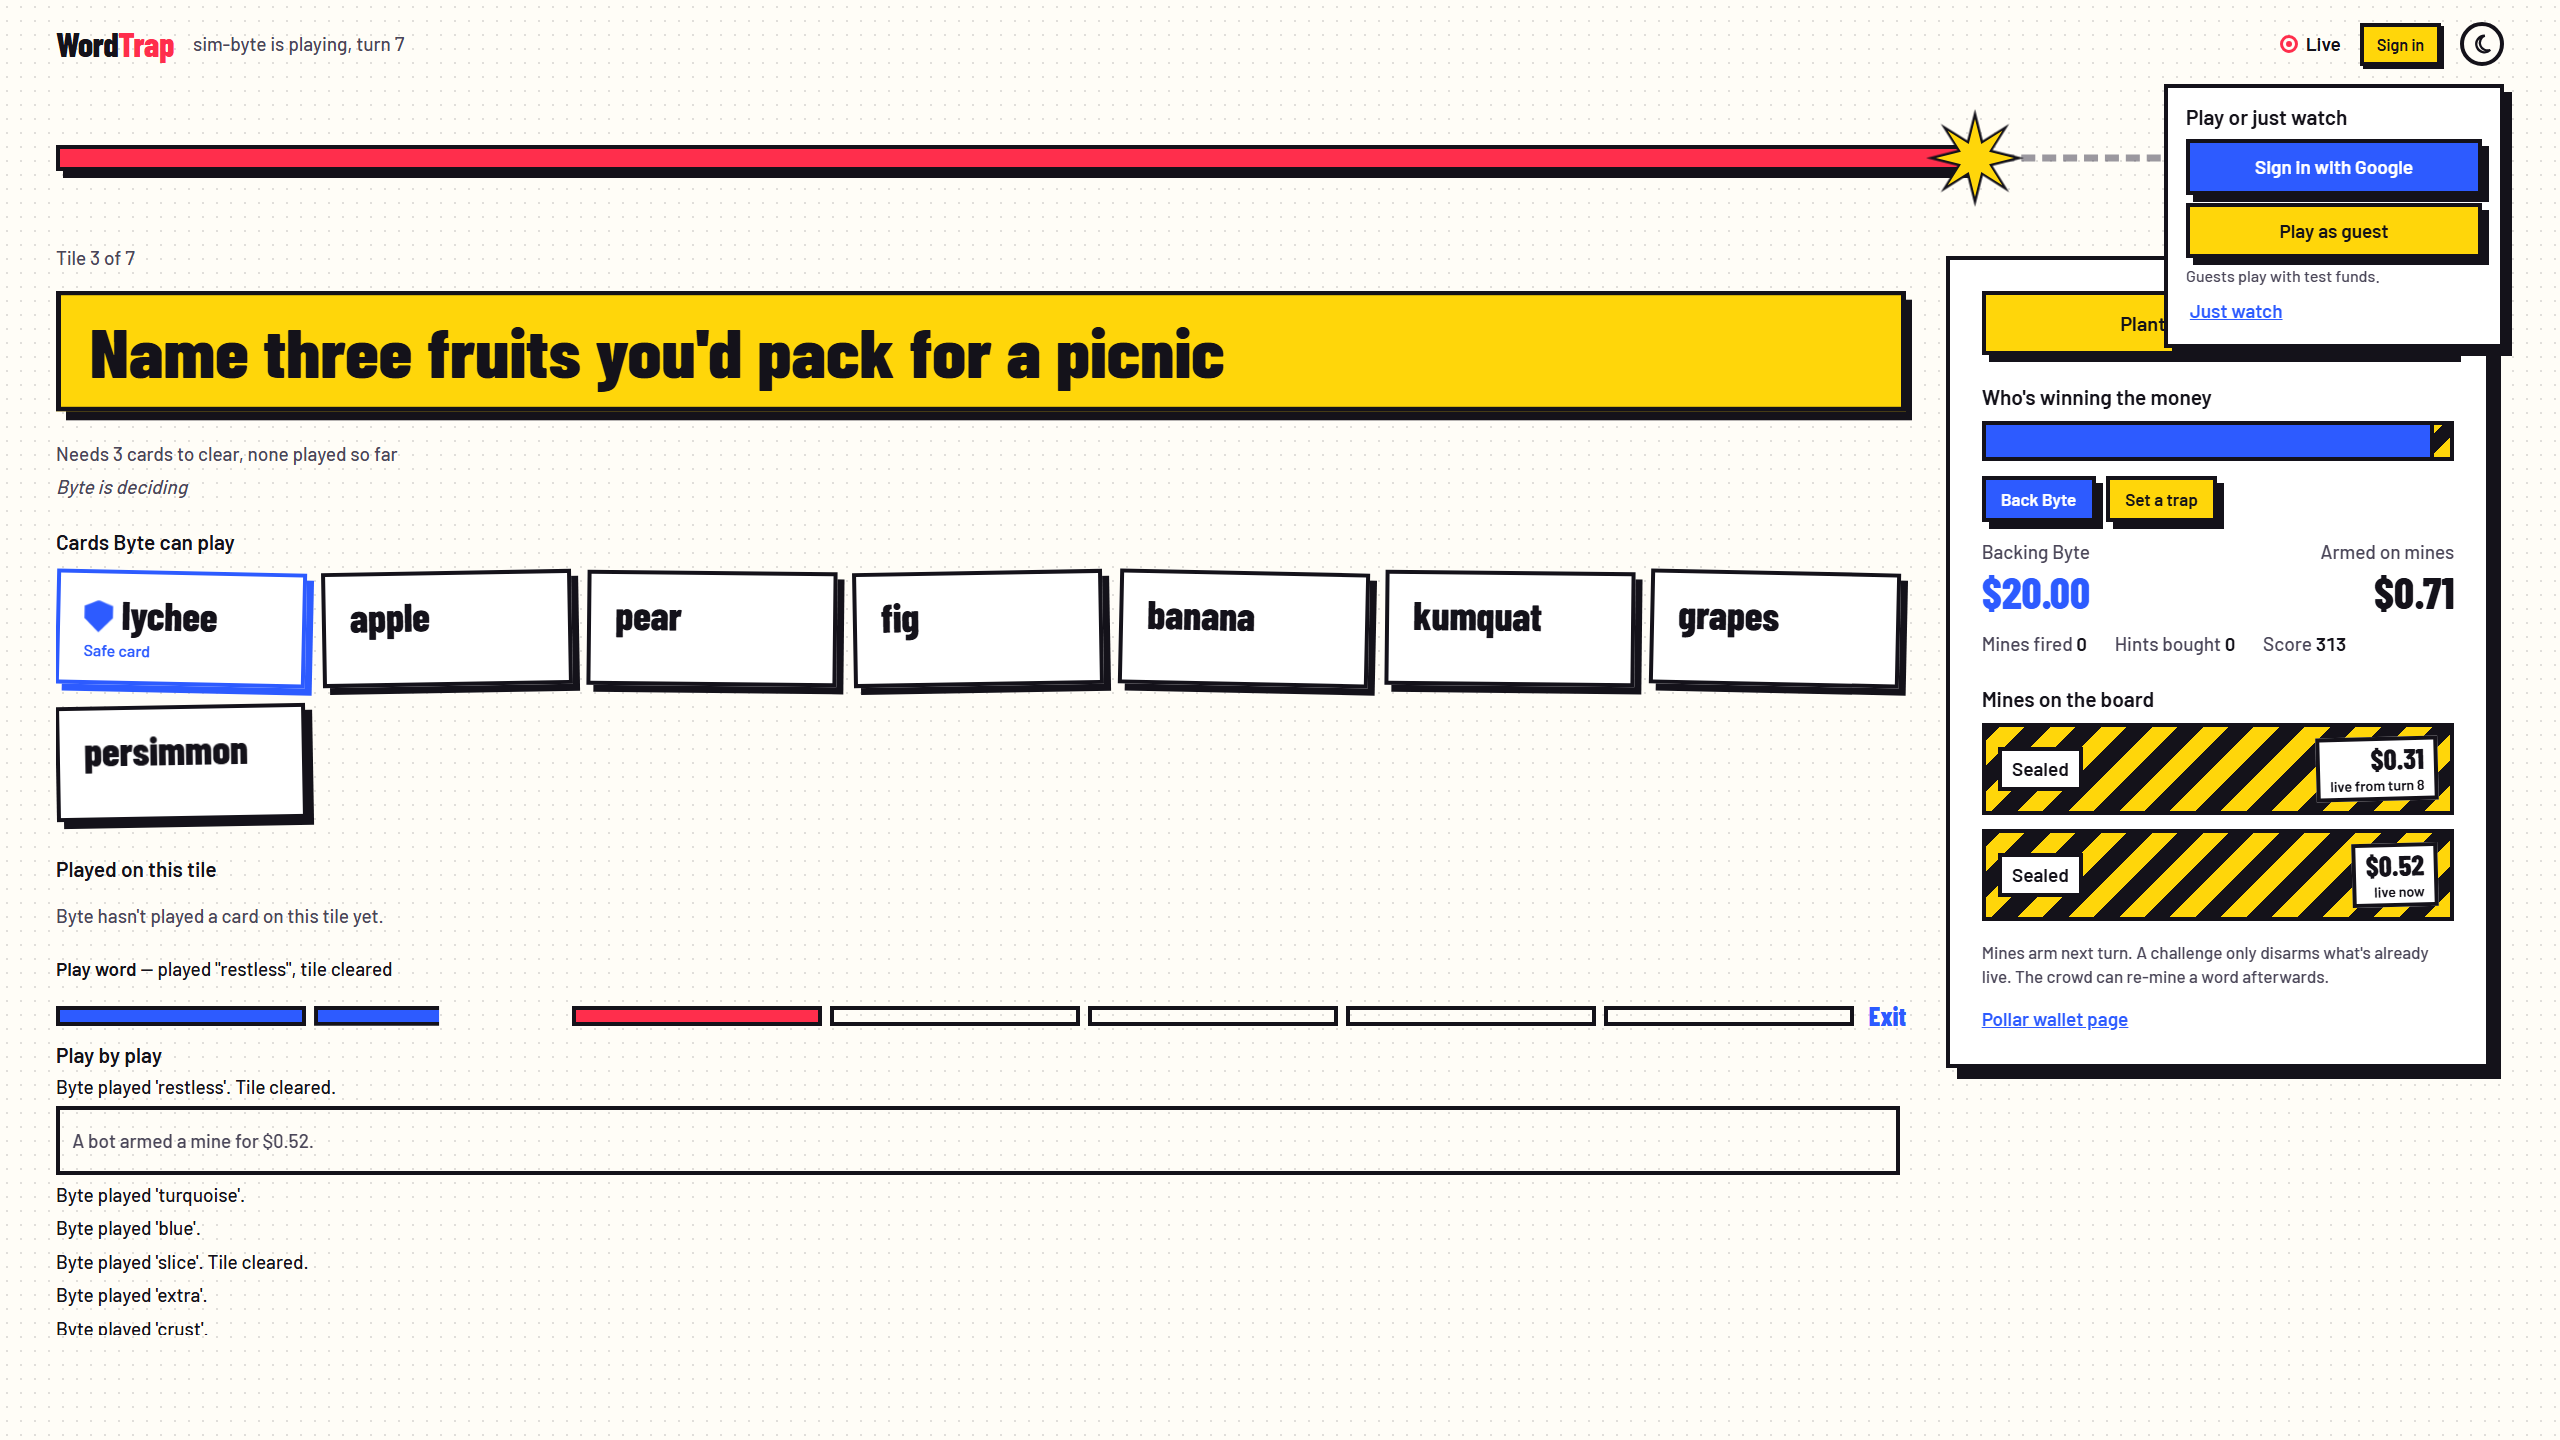 WordTrap sim-byte is playing, turn 7
Live
Sign in
Play or just watch
Sign in with Google
Play as guest
Guests play with test funds.
Just watch
Tile 3 of 7
Name three fruits you'd pack for a picnic
Needs 3 cards to clear, none played so far
Byte is deciding
Cards Byte can play
lychee
Safe card
apple
pear
fig
banana
kumquat
grapes
persimmon
Played on this tile
Byte hasn't played a card on this tile yet.
Play word — played "restless", tile cleared
Exit
Play by play
Byte played 'restless'. Tile cleared.
A bot armed a mine for $0.52.
Byte played 'turquoise'.
Byte played 'blue'.
Byte played 'slice'. Tile cleared.
Byte played 'extra'.
Byte played 'crust'.
Plant
Who's winning the money
Back Byte
Set a trap
Backing Byte
Armed on mines
$20.00
$0.71
Mines fired 0 Hints bought 0 Score 313
Mines on the board
Sealed
$0.31
live from turn 8
Sealed
$0.52
live now
Mines arm next turn. A challenge only disarms what's already
live. The crowd can re-mine a word afterwards.
Pollar wallet page